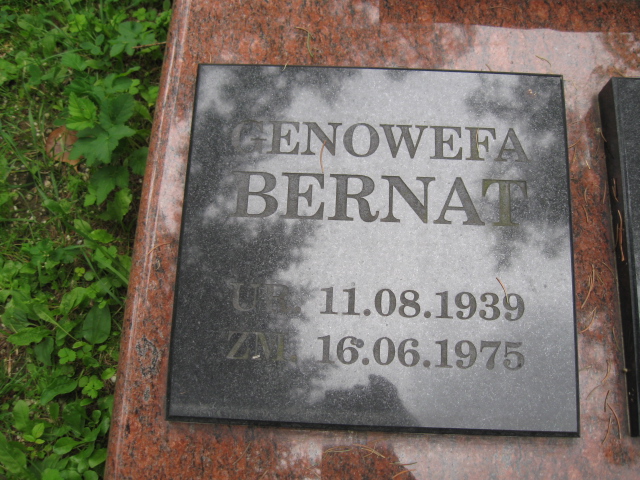 GENOWEFA
BERNAT
UR. 11.08.1939
ZM. 16.06.1975